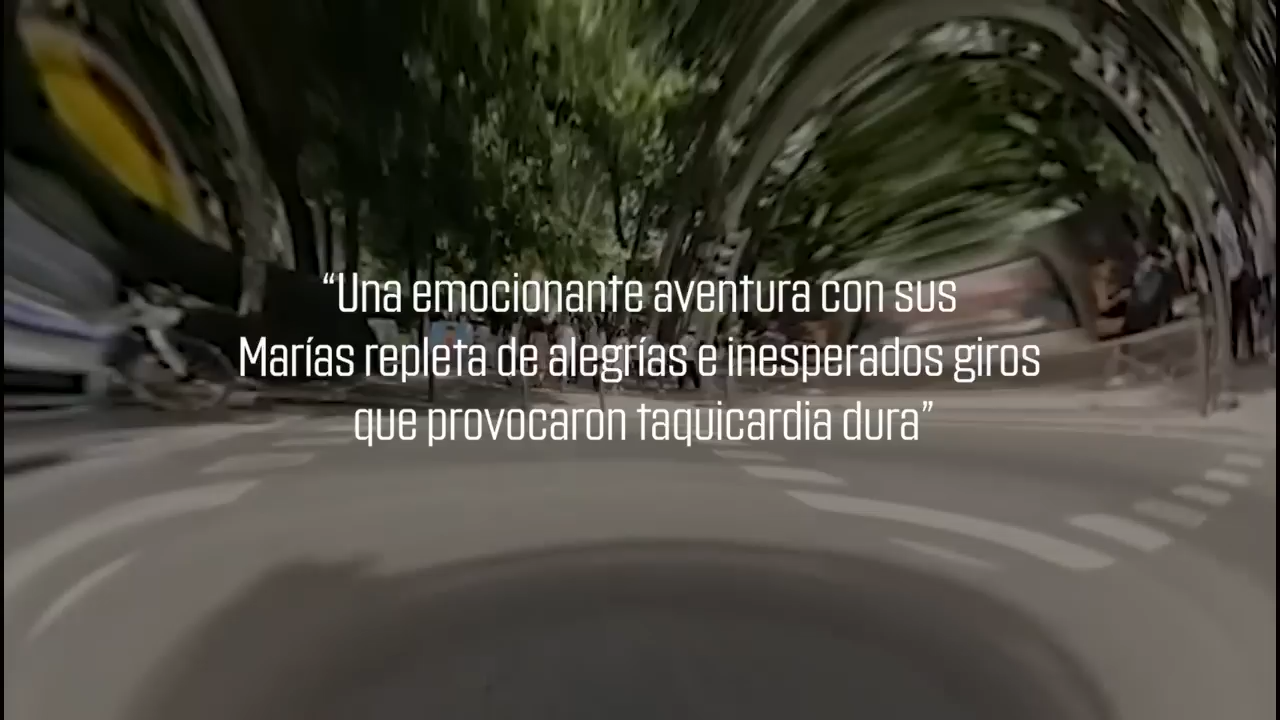 “Una emocionante aventura con sus
Marías repleta de alegrías e inesperados giros
que provocaron taquicardia dura”